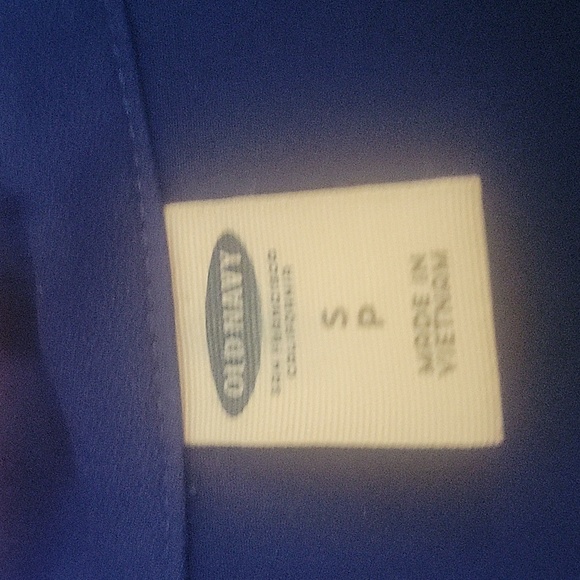 OLD NAVY
SAN FRANCISCO
CALIFORNIA
S
P
MADE IN
VIETNAM